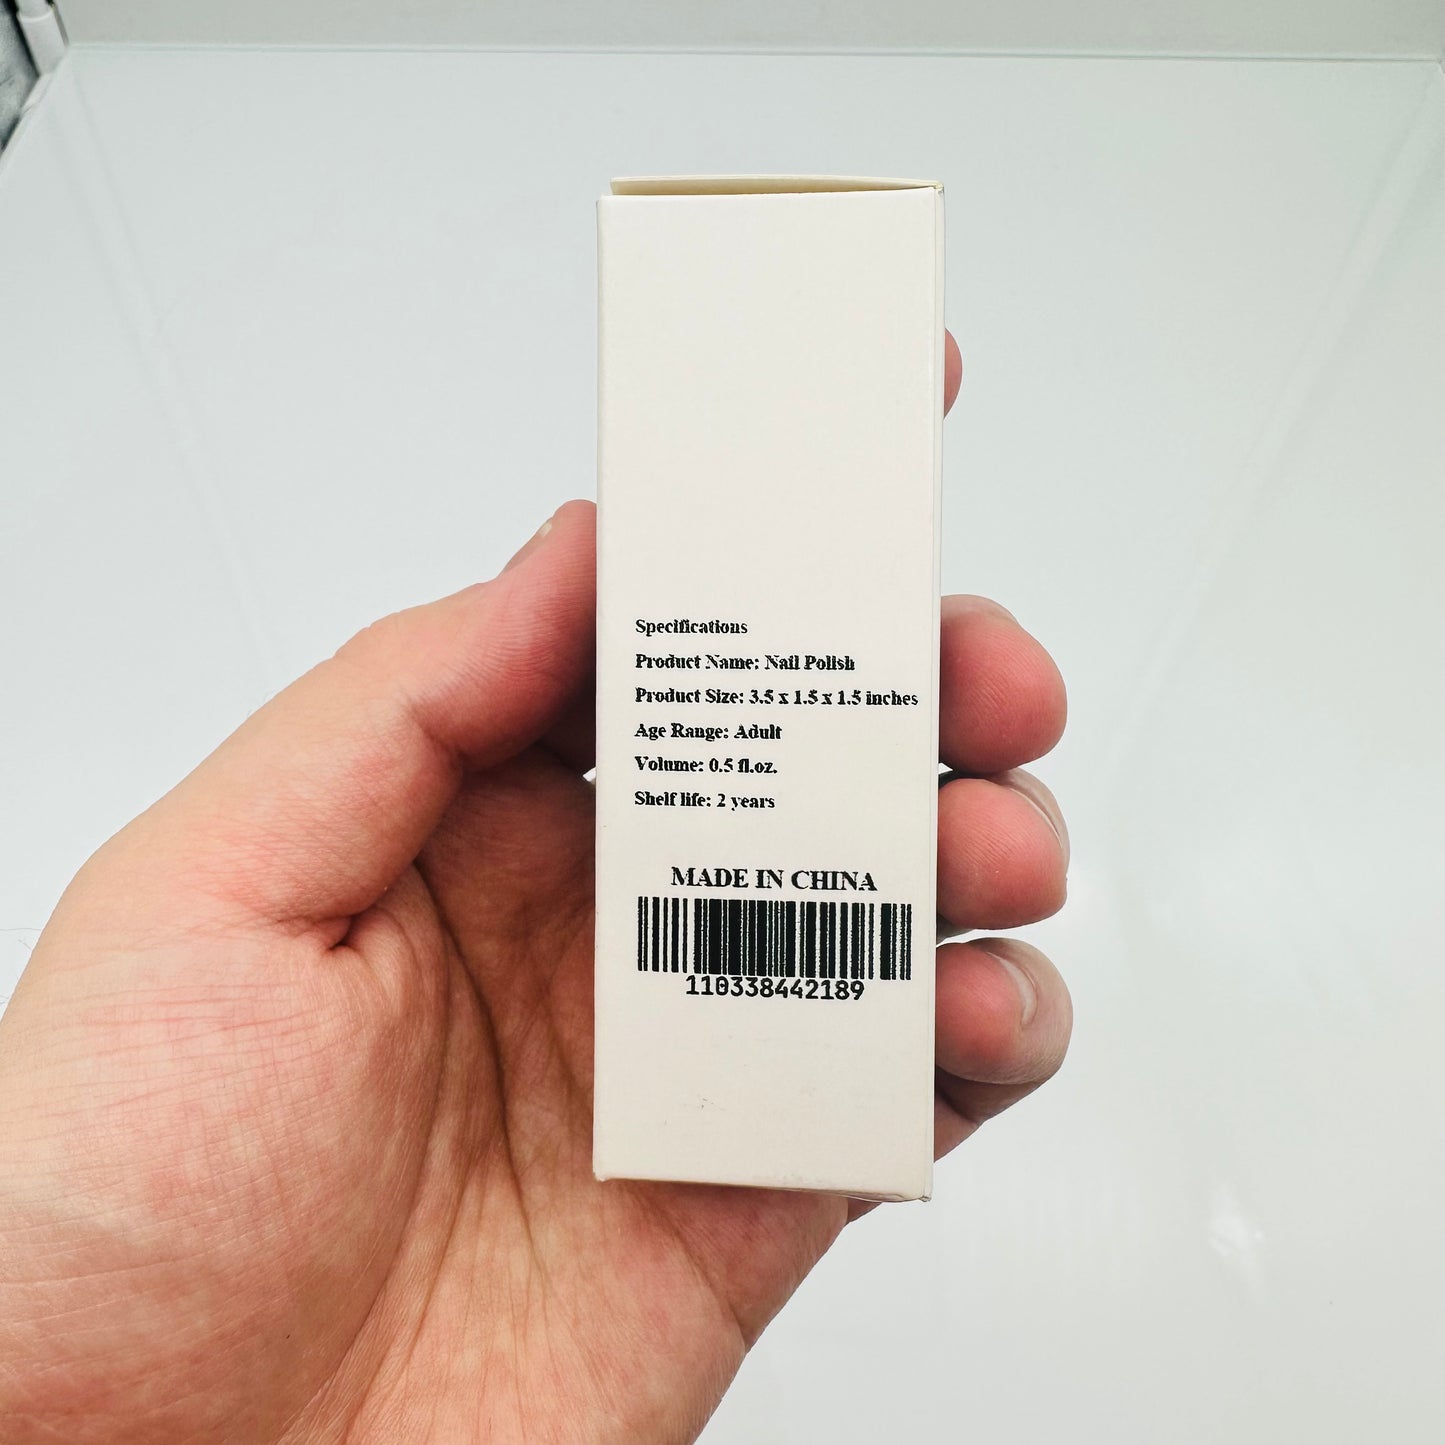 Specifications
Product Name: Nail Polish
Product Size: 3.5 x 1.5 x 1.5 inches
Age Range: Adult
Volume: 0.5 fl.oz.
Shelf life: 2 years
MADE IN CHINA
110338442189